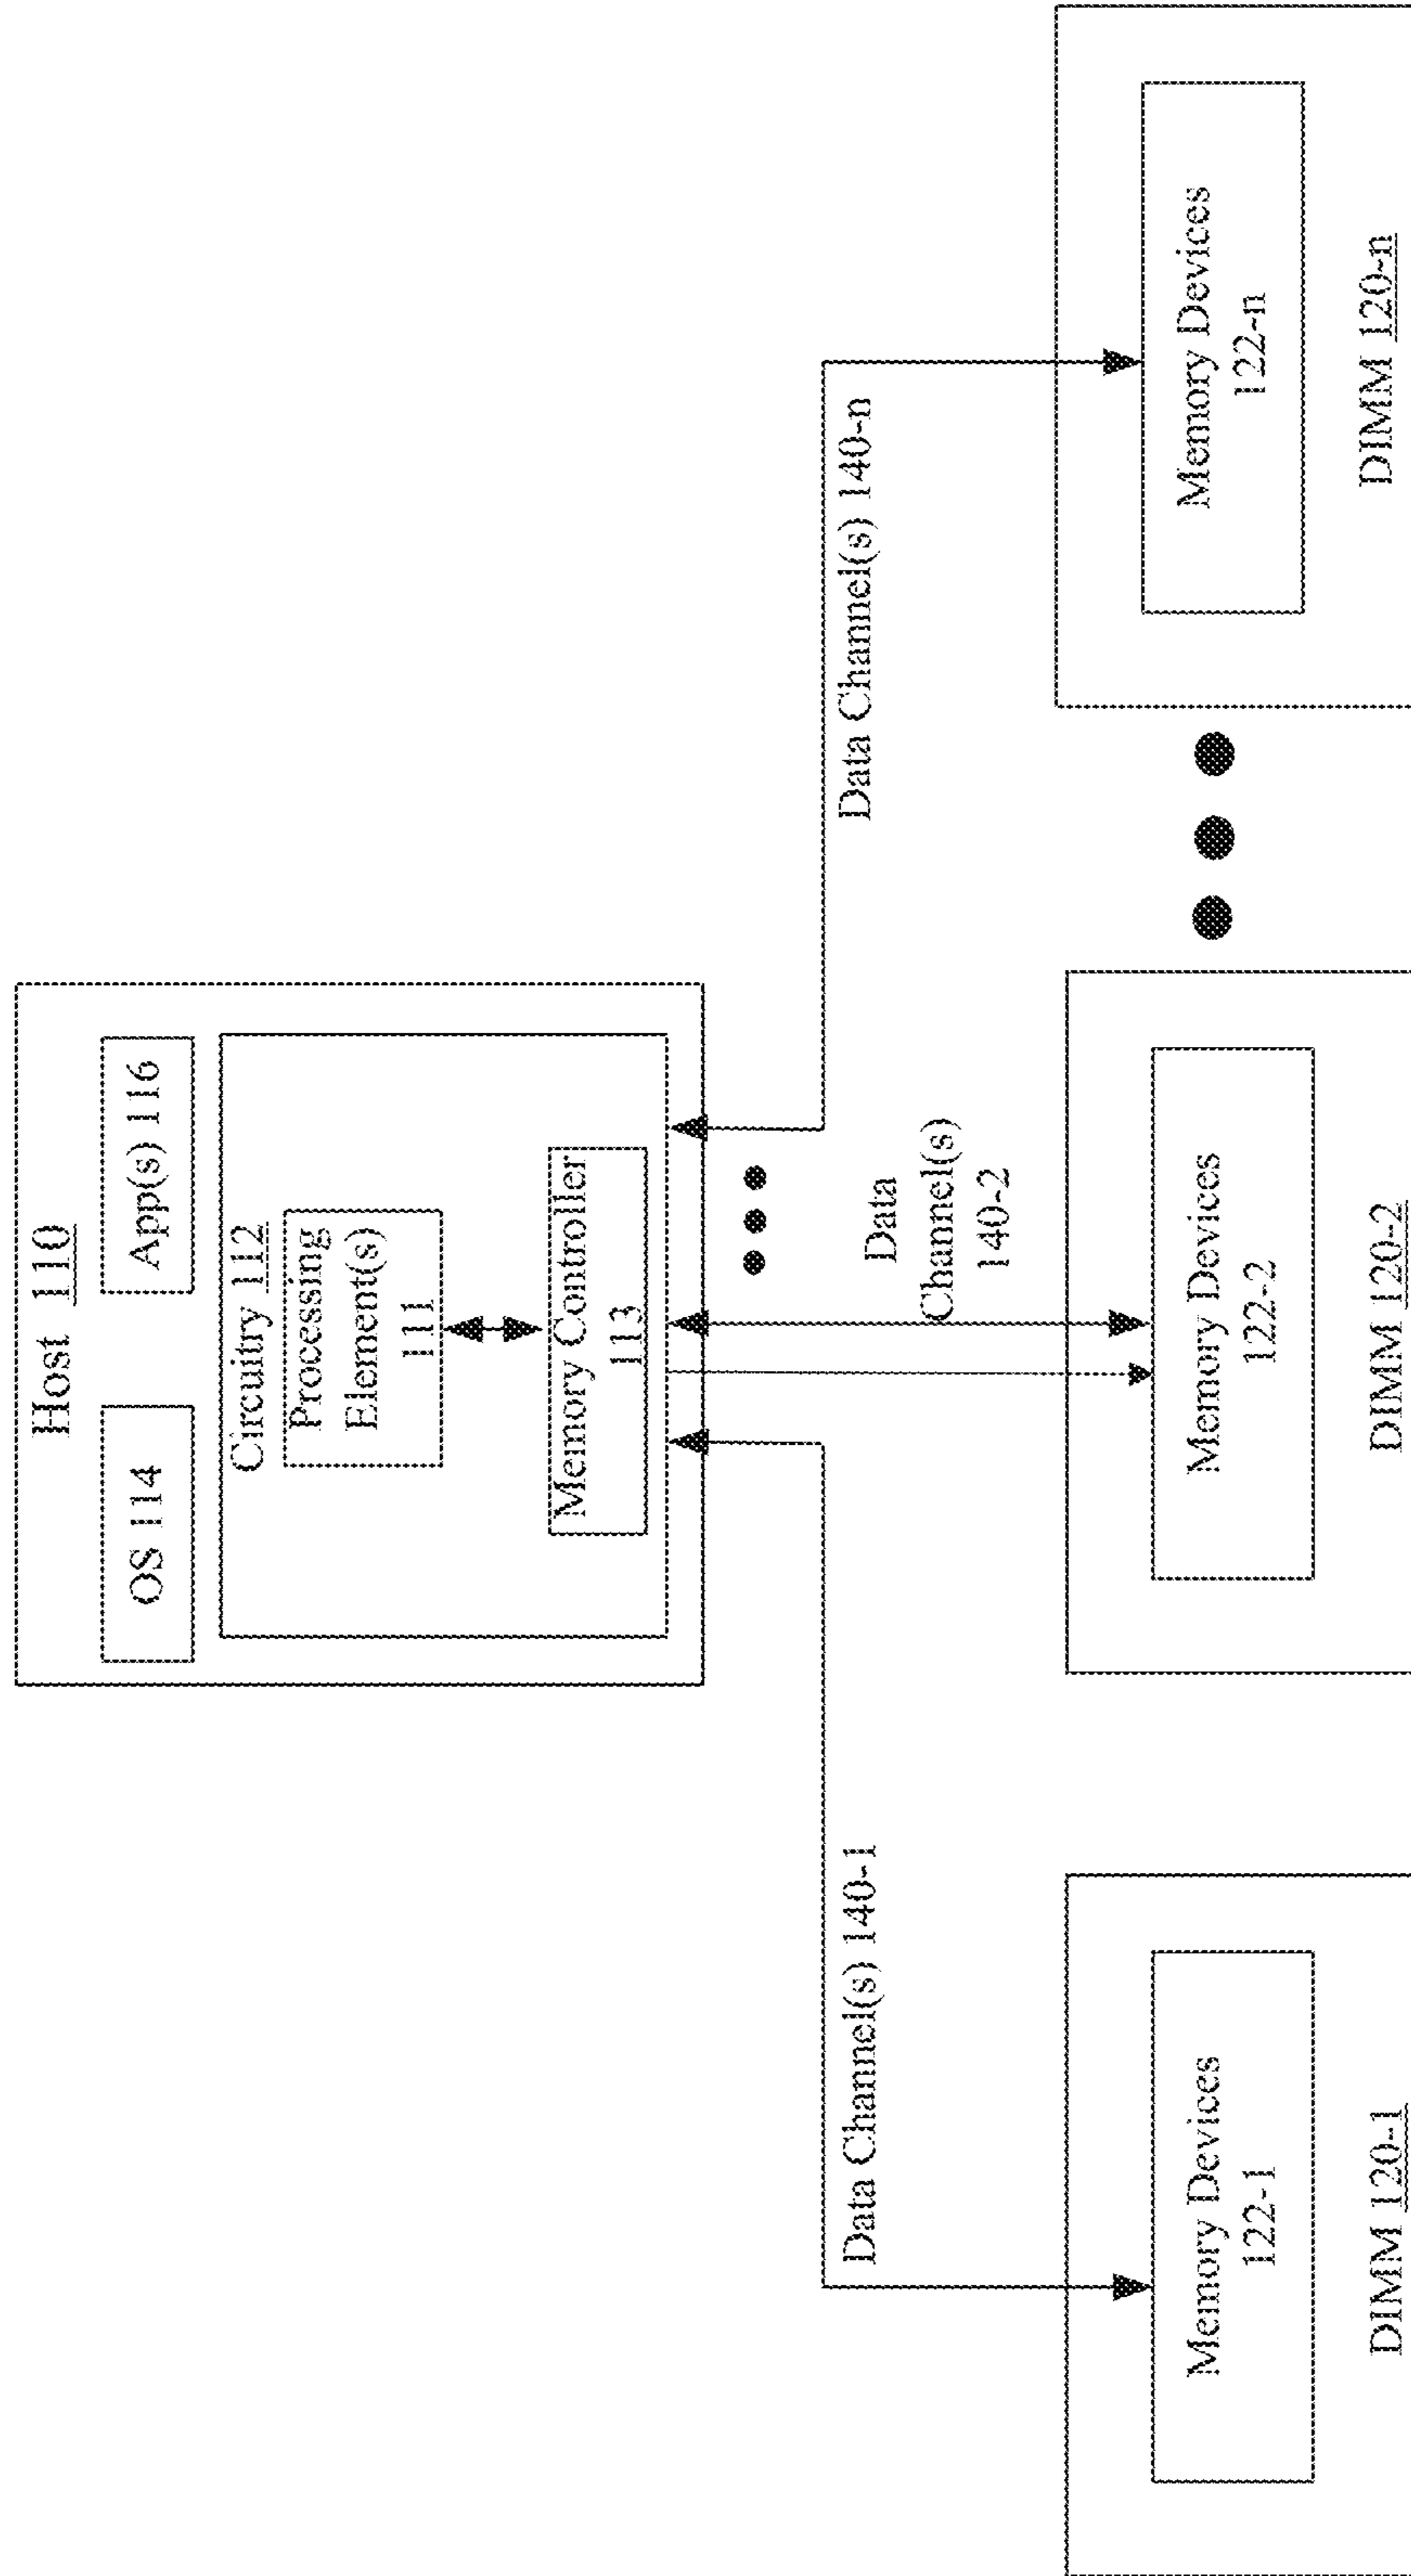 Host 110
OS 114
App(s) 116
Circuitry 112
Processing
Element(s)
111
Memory Controller
113
Data Channel(s) 140-1
Data
Channel(s)
140-2
Data Channel(s) 140-n
Memory Devices
122-1
DIMM 120-1
Memory Devices
122-2
DIMM 120-2
Memory Devices
122-n
DIMM 120-n